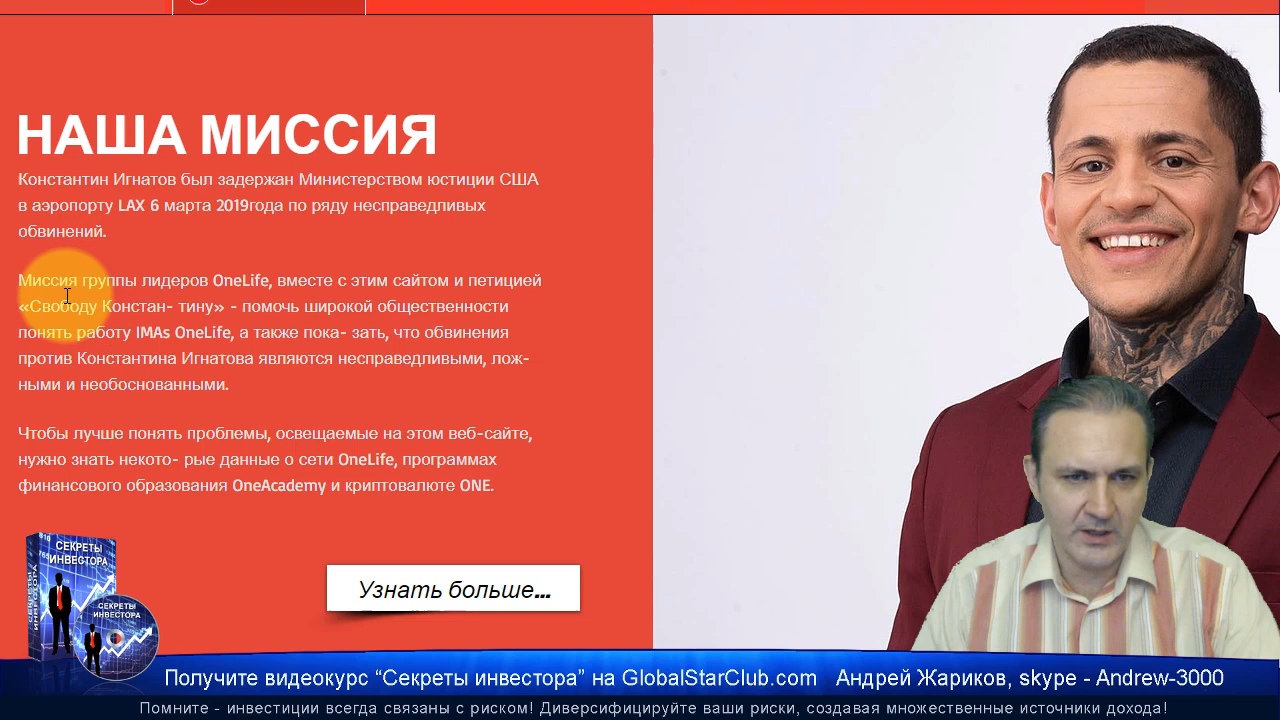 НАША МИССИЯ
Константин Игнатов был задержан Министерством юстиции США
в аэропорту LAX 6 марта 2019года по ряду несправедливых
обвинений.
Миссия группы лидеров OneLife, вместе с этим сайтом и петицией
«Свободу Констан- тину» - помочь широкой общественности
понять работу IMAs OneLife, а также пока- зать, что обвинения
против Константина Игнатова являются несправедливыми, лож-
ными и необоснованными.
Чтобы лучше понять проблемы, освещаемые на этом веб-сайте,
нужно знать некото- рые данные о сети OneLife, программах
финансового образования OneAcademy и криптовалюте ONE.
Узнать больше...
СЕКРЕТЫ
ИНВЕСТОРА
СЕКРЕТЫ ИНВЕСТОРА
СЕКРЕТЫ
ИНВЕСТОРА
Получите видеокурс “Секреты инвестора” на GlobalStarClub.com Андрей Жариков, skype - Andrew-3000
Помните - инвестиции всегда связаны с риском! Диверсифицируйте ваши риски, создавая множественные источники дохода!